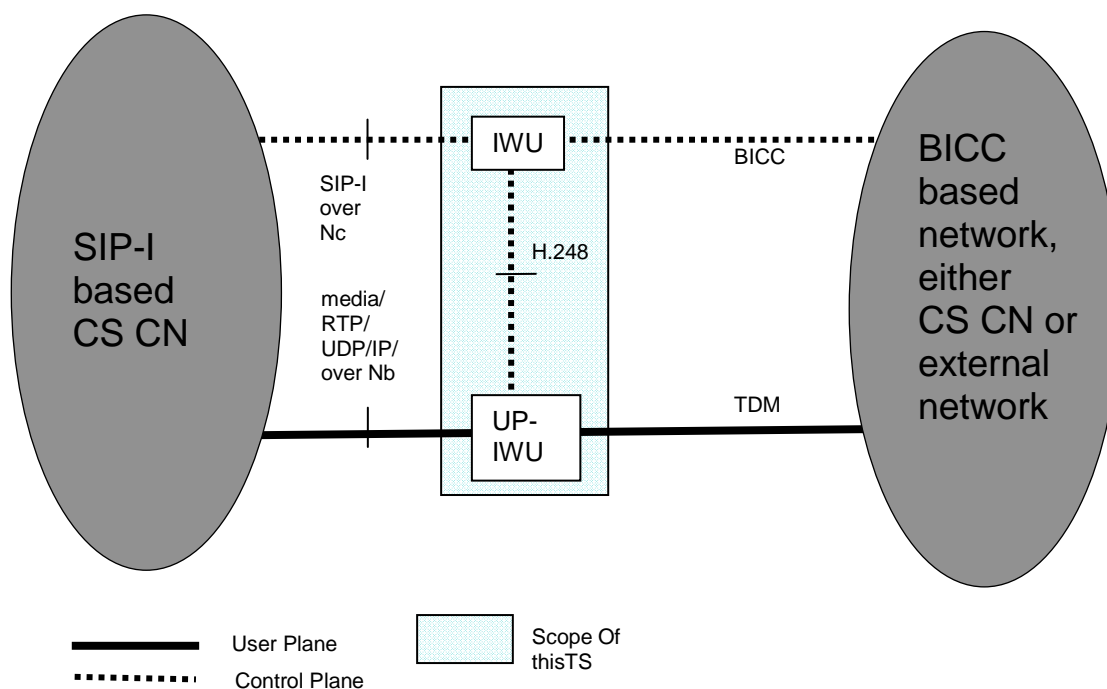 SIP-I
based
CS CN
SIP-I
over
Nc
media/
RTP/
UDP/IP/
over Nb
IWU
H.248
UP-
IWU
BICC
TDM
BICC
based
network,
either
CS CN or
external
network
User Plane
Control Plane
Scope Of
thisTS